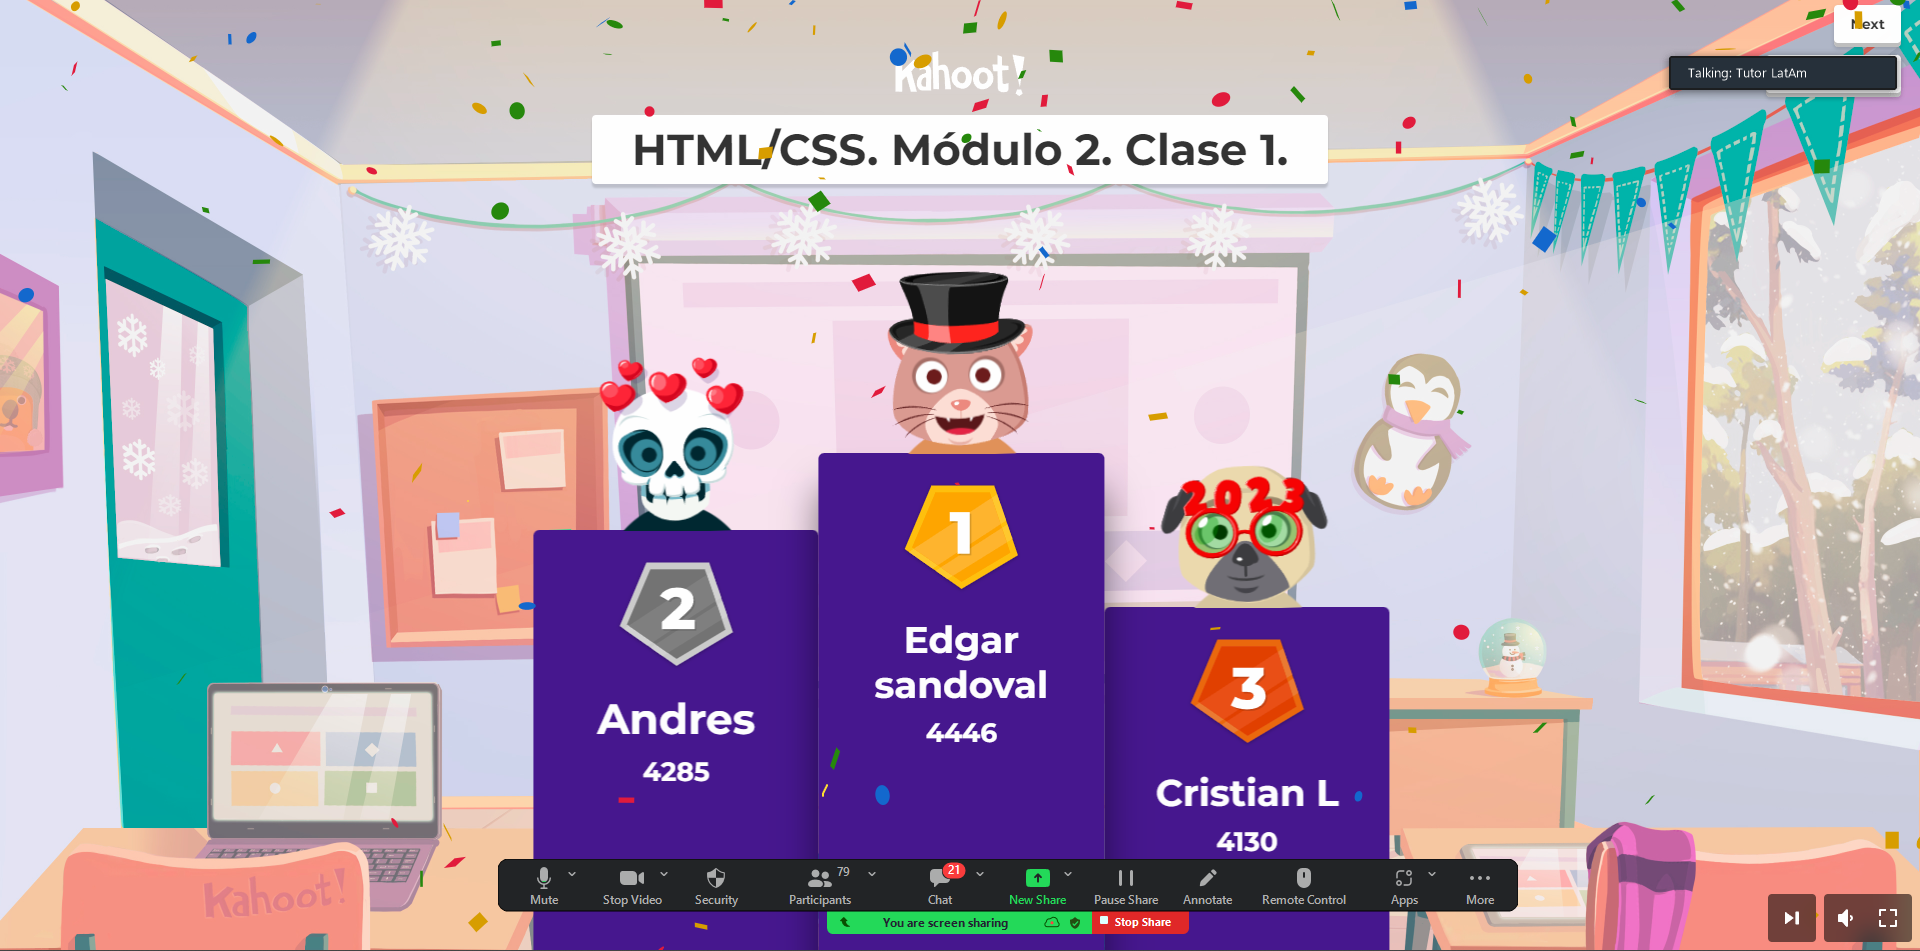 Next
Talking: Tutor LatAm
Kahoot!
HTML/CSS. Módulo 2. Clase 1.
2023
1
2
3
Edgar
sandoval
4446
Andres
4285
Cristian L
4130
Kahoot!
Mute
Stop Video
Security
79
Participants
21
Chat
New Share
Pause Share
Annotate
Remote Control
Apps
More
You are screen sharing
Stop Share